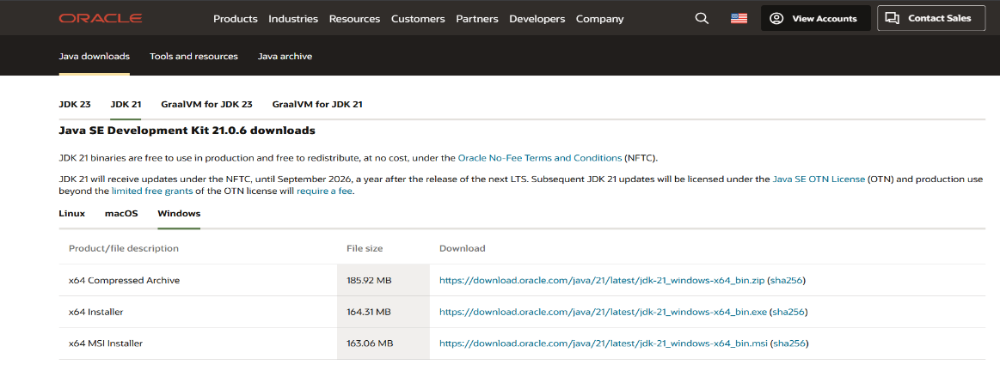 ORACLE Products Industries Resources Customers Partners Developers Company View Accounts Contact Sales
Java downloads Tools and resources Java archive
JDK 23 JDK 21 GraalVM for JDK 23 GraalVM for JDK 21
Java SE Development Kit 21.0.6 downloads
JDK 21 binaries are free to use in production and free to redistribute, at no cost, under the Oracle No-Fee Terms and Conditions (NFTC).
JDK 21 will receive updates under the NFTC, until September 2026, a year after the release of the next LTS. Subsequent JDK 21 updates will be licensed under the Java SE OTN License (OTN) and production use
beyond the limited free grants of the OTN license will require a fee.
Linux macOS Windows
Product/file description File size Download
x64 Compressed Archive 185.92 MB https://download.oracle.com/java/21/latest/jdk-21_windows-x64_bin.zip (sha256)
x64 Installer 164.31 MB https://download.oracle.com/java/21/latest/jdk-21_windows-x64_bin.exe (sha256)
x64 MSI Installer 163.06 MB https://download.oracle.com/java/21/latest/jdk-21_windows-x64_bin.msi (sha256)